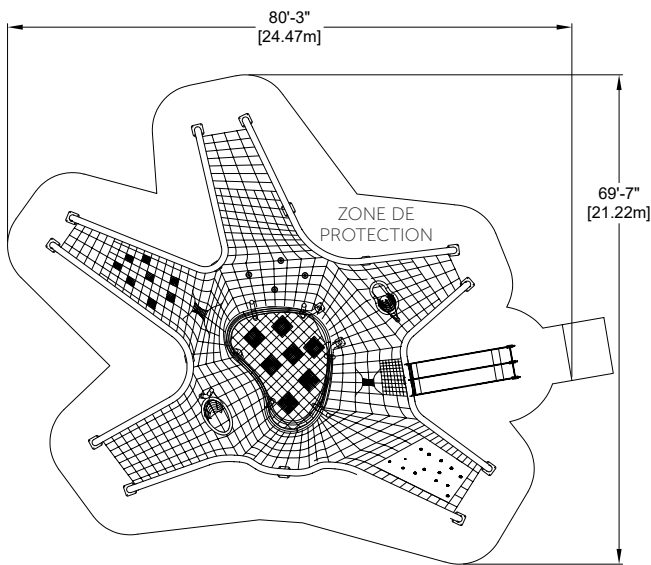 80'-3"
[24.47m]
69'-7"
[21.22m]
ZONE DE
PROTECTION